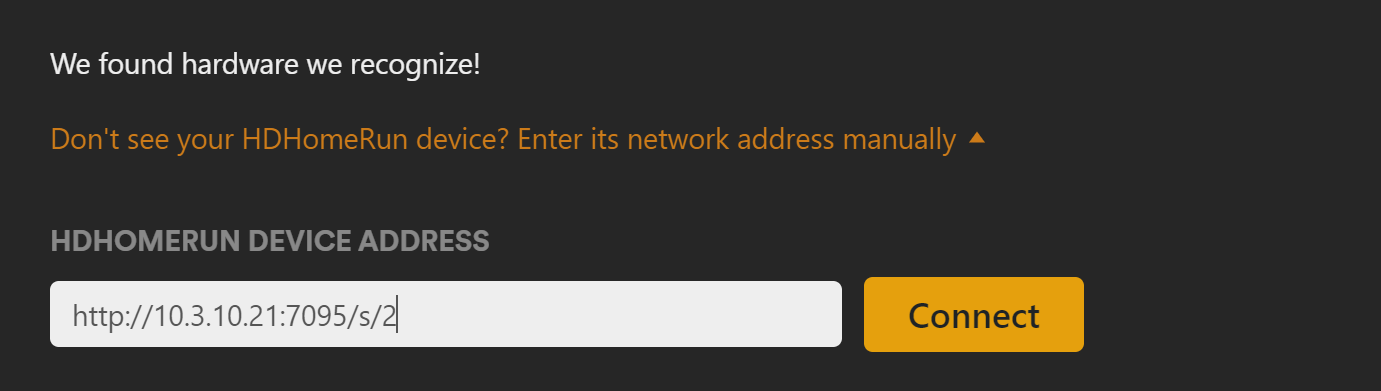 We found hardware we recognize!
Don't see your HDHomeRun device? Enter its network address manually
HDHOMERUN DEVICE ADDRESS
http://10.3.10.21:7095/s/2
Connect